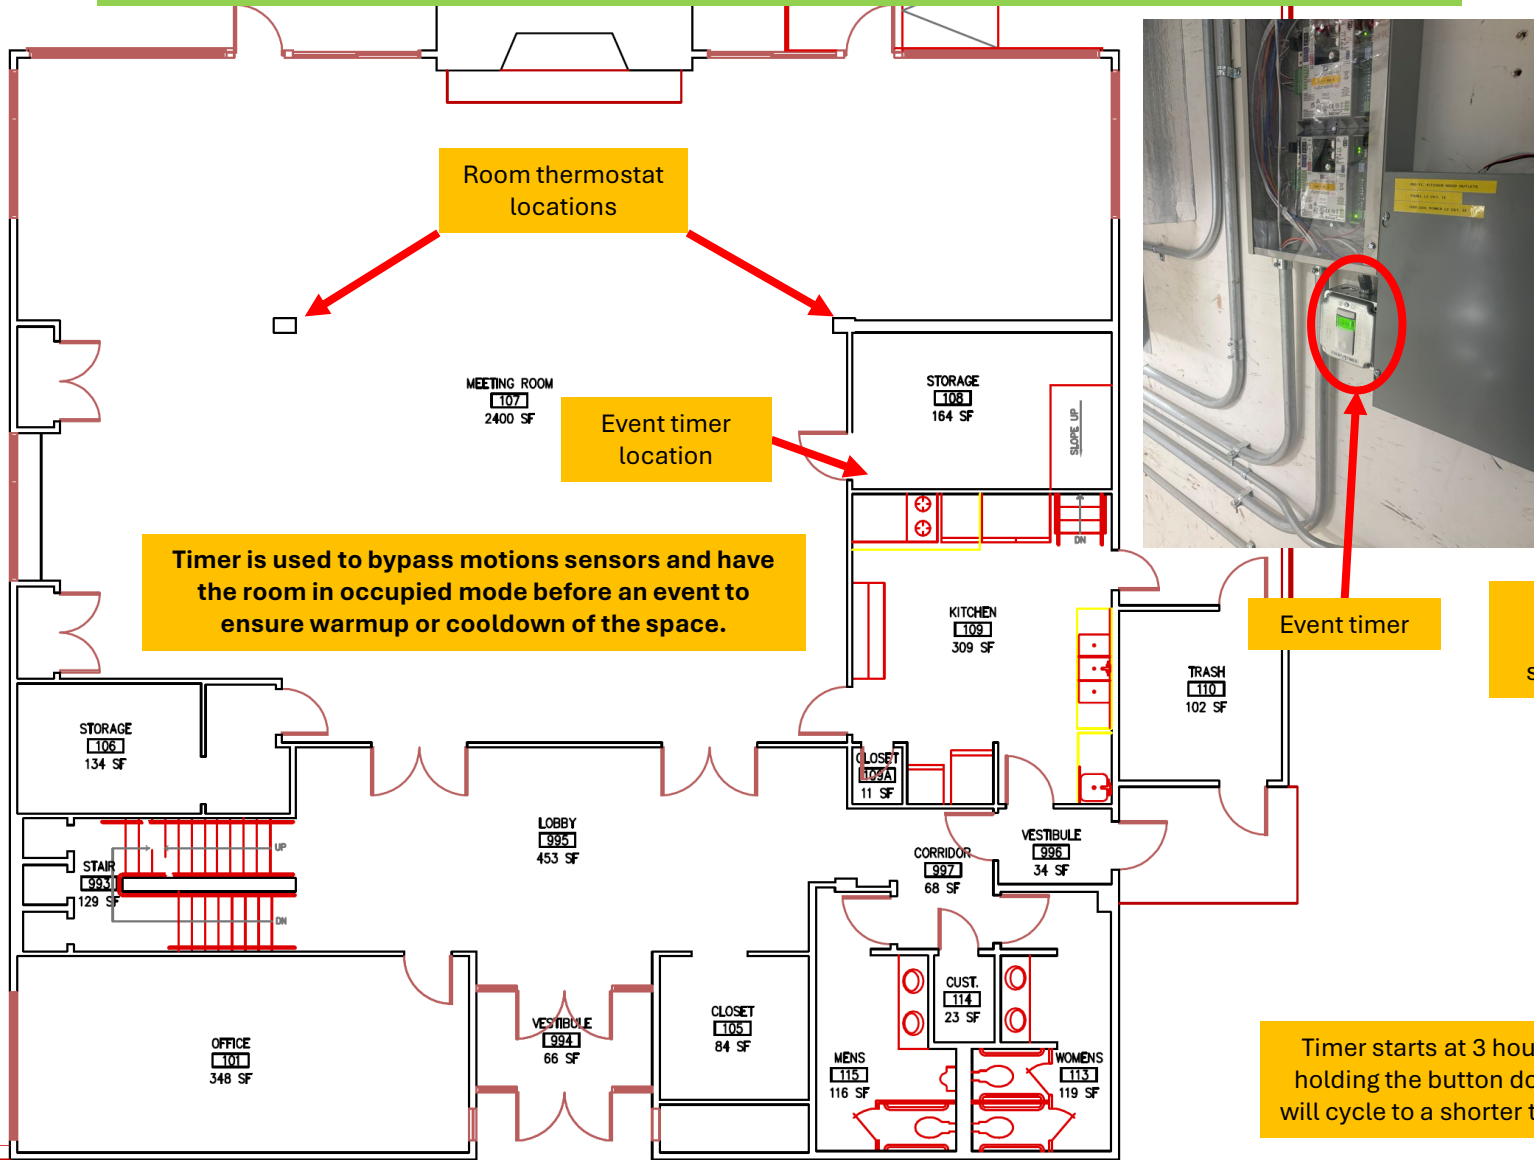 Room thermostat
locations
MEETING ROOM
107
2400 SF
STORAGE
108
164 SF
SLOPE UP
Event timer
location
DN
Timer is used to bypass motions sensors and have
the room in occupied mode before an event to
ensure warmup or cooldown of the space.
KITCHEN
109
309 SF
Event timer
s
TRASH
110
102 SF
STORAGE
106
134 SF
CLOSET
109A
11 SF
LOBBY
995
453 SF
UP
STAIR
993
129 SF
DN
CORRIDOR
997
68 SF
VESTIBULE
996
34 SF
OFFICE
101
348 SF
VESTIBULE
994
66 SF
CLOSET
105
84 SF
CUST.
114
23 SF
MENS
115
116 SF
WOMENS
113
119 SF
Timer starts at 3 hou
holding the button do
will cycle to a shorter t